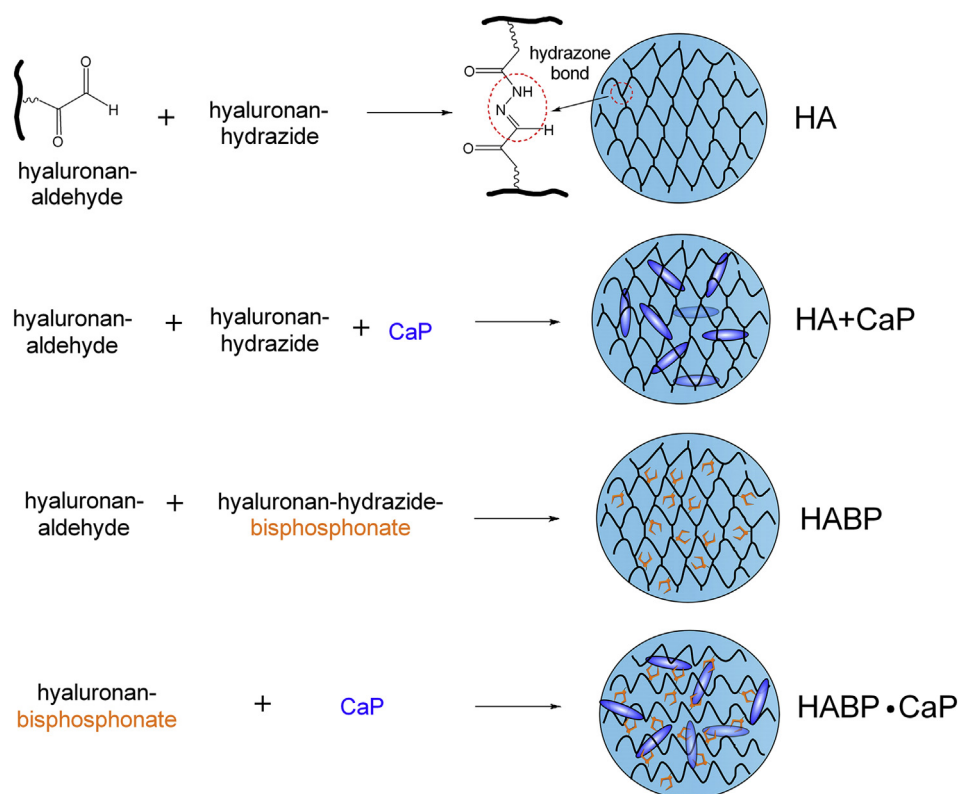 O
H
O
hyaluronan-
aldehyde
+
hyaluronan-
hydrazide
O
NH
N
H
O
hydrazone
bond
HA
hyaluronan-
aldehyde
+
hyaluronan-
hydrazide
+
CaP
HA+CaP
hyaluronan-
aldehyde
+
hyaluronan-hydrazide-
bisphosphonate
HABP
hyaluronan-
bisphosphonate
+
CaP
HABP•CaP